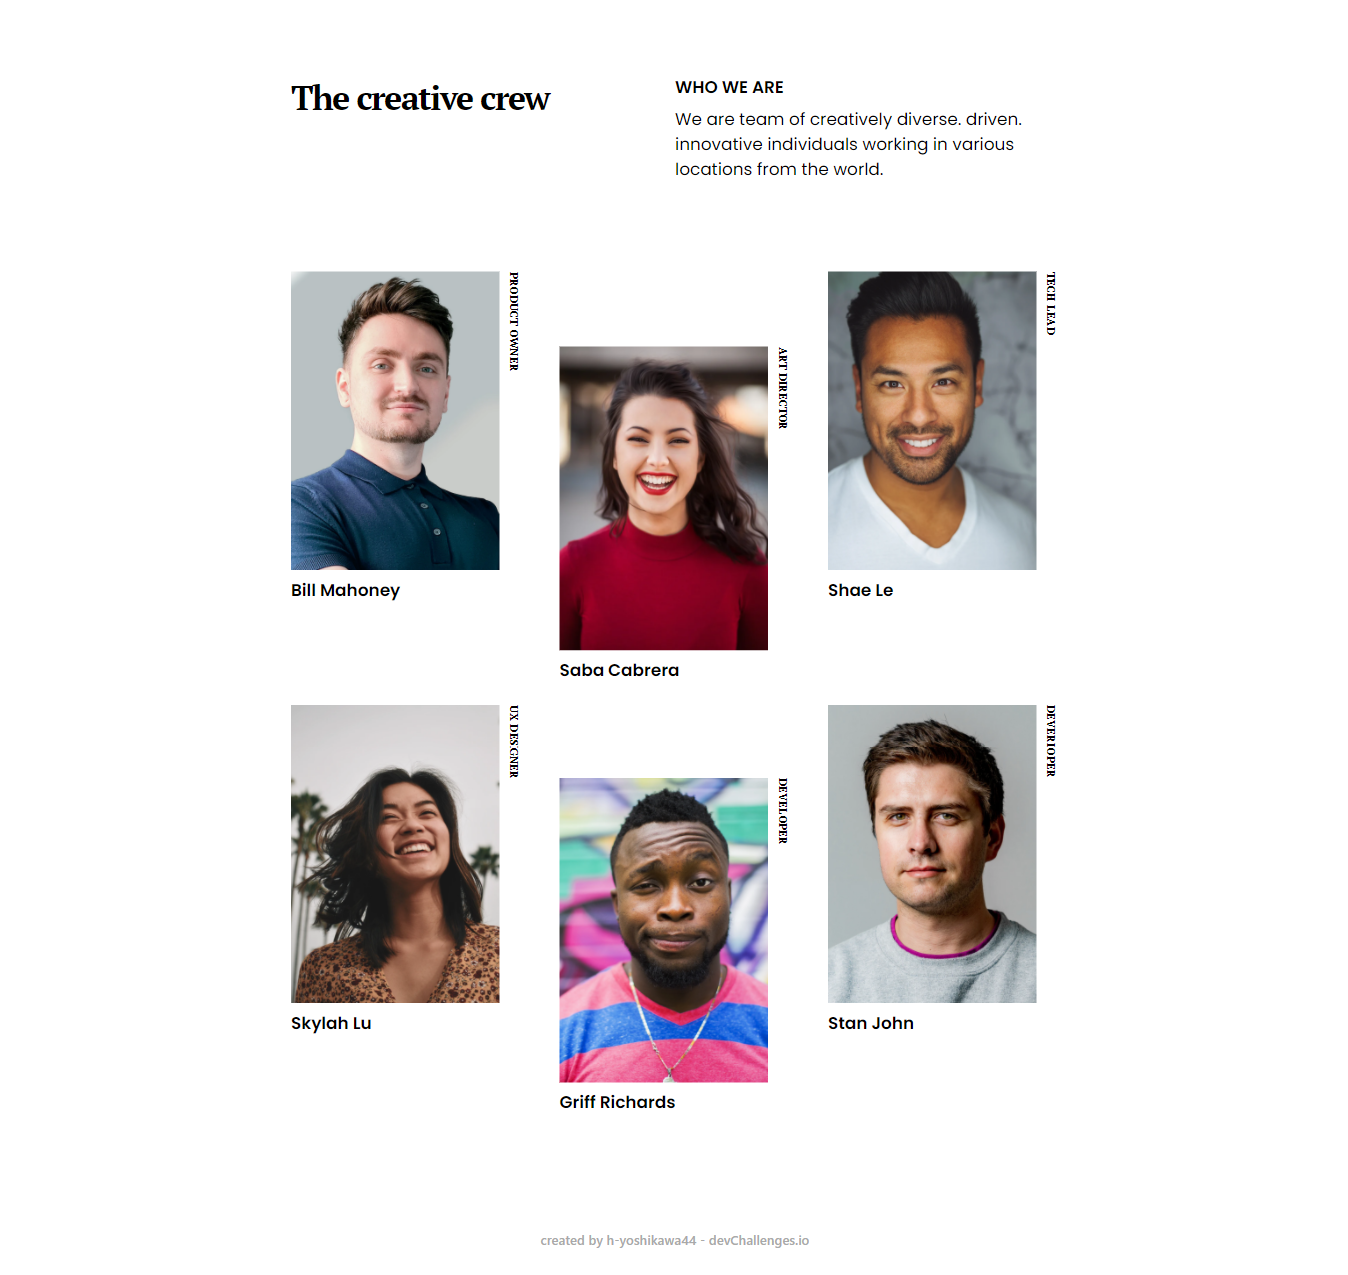 The creative crew
WHO WE ARE
We are team of creatively diverse. driven.
innovative individuals working in various
locations from the world.
PRODUCT OWNER
Bill Mahoney
ART DIRECTOR
Saba Cabrera
TECH LEAD
Shae Le
UX DESGNER
Skylah Lu
DEVELOPER
Griff Richards
DEVERIOPER
Stan John
created by h-yoshikawa44 - devChallenges.io